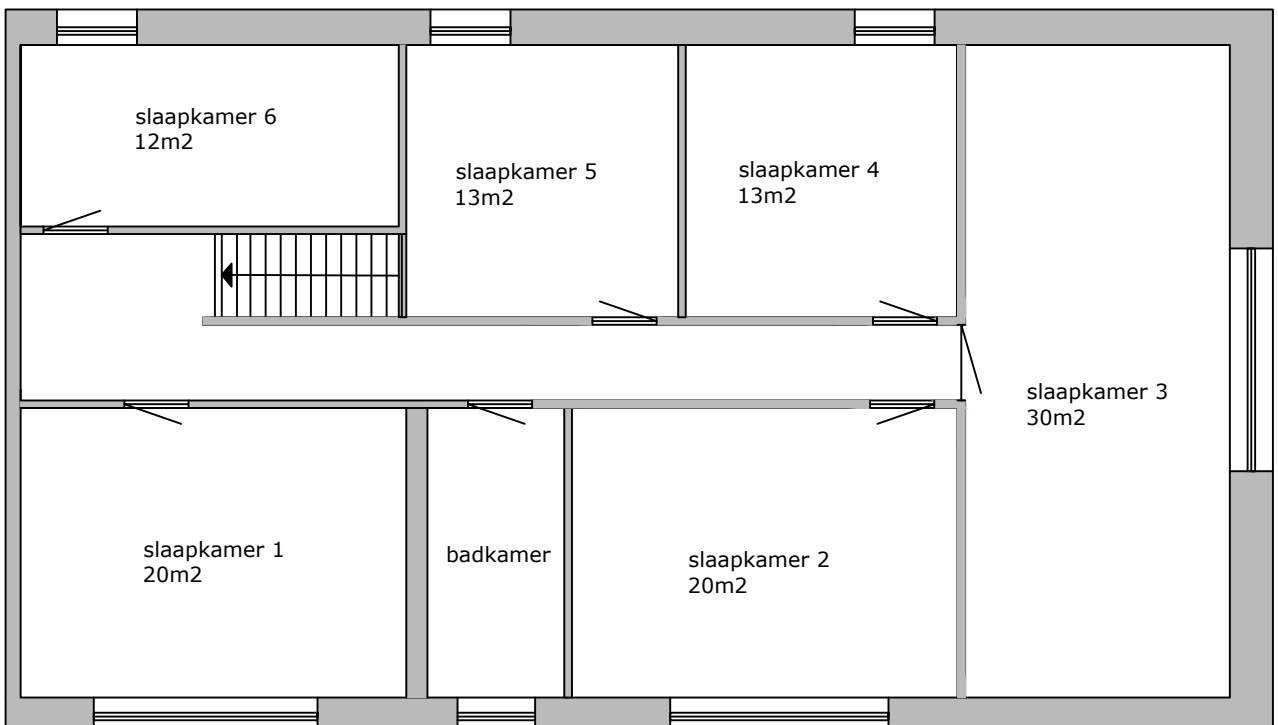 slaapkamer 6
12m2
slaapkamer 5
13m2
slaapkamer 4
13m2
slaapkamer 3
30m2
slaapkamer 1
20m2
badkamer
slaapkamer 2
20m2